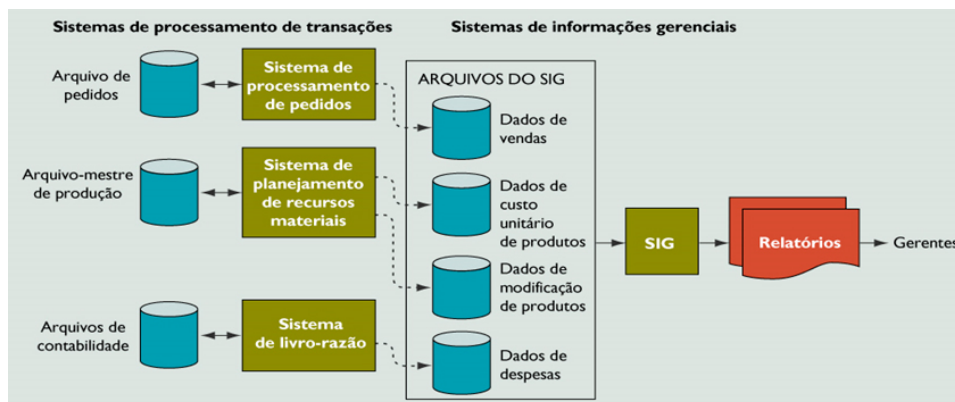 Sistemas de processamento de transações
Sistemas de informações gerenciais
Arquivo de
pedidos
Sistema de
processamento
de pedidos
ARQUIVOS DO SIG
Dados de
vendas
Arquivo-mestre
de produção
Sistema de
planejamento
de recursos
materiais
Dados de
custo
unitário
de produtos
SIG
Relatórios
Gerentes
Dados de
modificação
de produtos
Arquivos de
contabilidade
Sistema
de livro-razão
Dados de
despesas